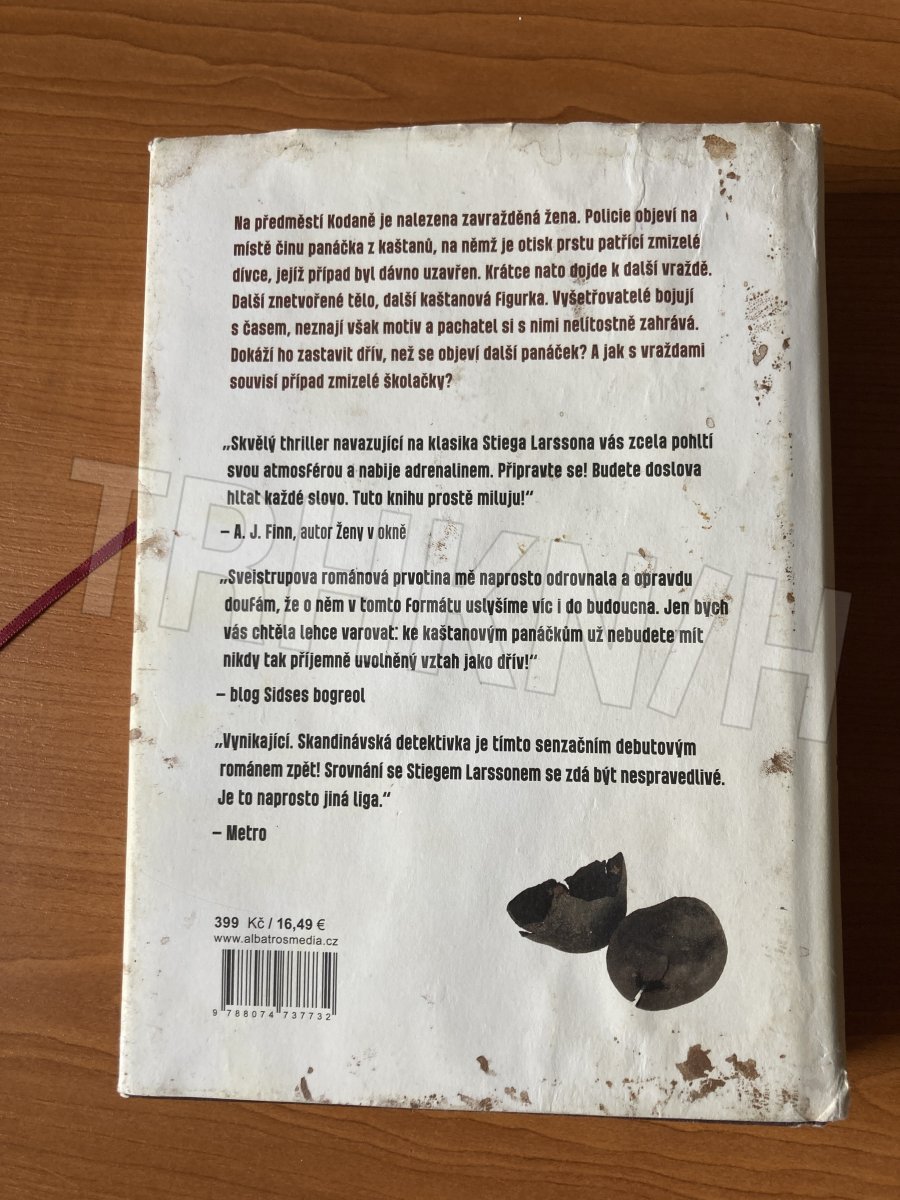 Na předměstí Kodaně je nalezena zavražděná žena. Policie objeví na
místě činu panáčka z kaštanů, na němž je otisk prstu patřící zmizelé
dívce, jejíž případ byl dávno uzavřen. Krátce nato dojde k další vraždě.
Další znetvořené tělo, další kaštanová figurka. Vyšetřovatelé bojují
s časem, neznají však motiv a pachatel si s nimi nelítostně zahrává.
Dokáží ho zastavit dřív, než se objeví další panáček? A jak s vraždami
souvisí případ zmizelé školačky?
„Skvělý thriller navazující na klasika Stiega Larssona vás zcela pohltí
svou atmosférou a nabije adrenalinem. Připravte se! Budete doslova
hltat každé slovo. Tuto knihu prostě miluju!“
– A. J. Finn, autor Ženy v okně
„Sveistrupova románová prvotina mě naprosto odrovnala a opravdu
doufám, že o něm v tomto formátu uslyšíme víc i do budoucna. Jen bych
vás chtěla lehce varovat: ke kaštanovým panáčkům už nebudete mít
nikdy tak příjemně uvolněný vztah jako dřív!“
– blog Sidses bogreol
„Vynikající. Skandinávská detektivka je tímto senzačním debutovým
románem zpět! Srovnání se Stiegem Larssonem se zdá být nespravedlivé.
Je to naprosto jiná liga.“
– Metro
399 Kč / 16,49 €
www.albatrosmedia.cz
9 788074 737732
TRHKNIH